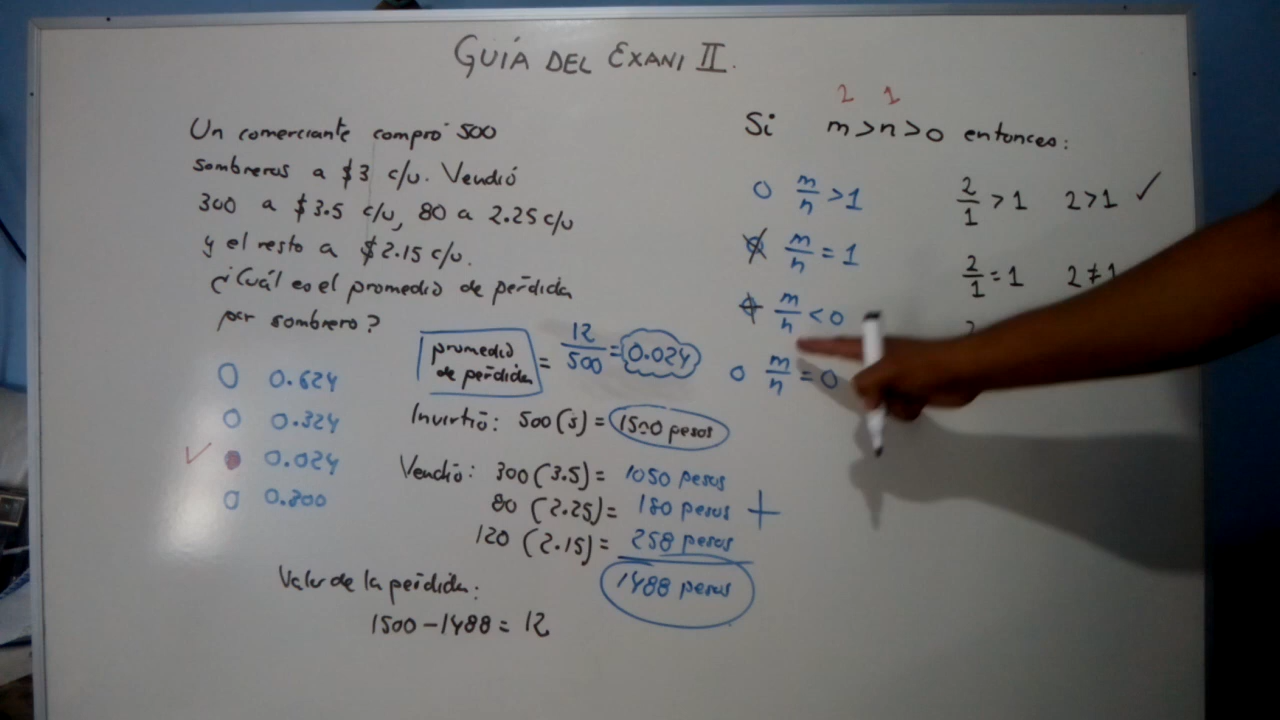 GUÍA DEL EXANI II.
Un comerciante compró 500
sombreros a $3 c/u. Vendió
300 a $3.5 c/u, 80 a 2.25 c/u
y el resto a $2.15 c/u.
¿Cuál es el promedio de pérdida
por sombrero?
0.624
0.324
✓ 0.024
0.200
promedio
de pérdida
= 12/500 = 0.024
Invirtió: 500(3) = 1500 pesos
Vendió: 300(3.5) = 1050 pesos
80(2.25) = 180 pesos +
120(2.15) = 258 pesos
1488 pesos
Valor de la pérdida:
1500 - 1488 = 12
2 1
Si m>n>0 entonces:
m/n > 1
m/n = 1
m/n < 0
m/n = 0
2/1 > 1 2>1 ✓
2/1 = 1 2≠1
2